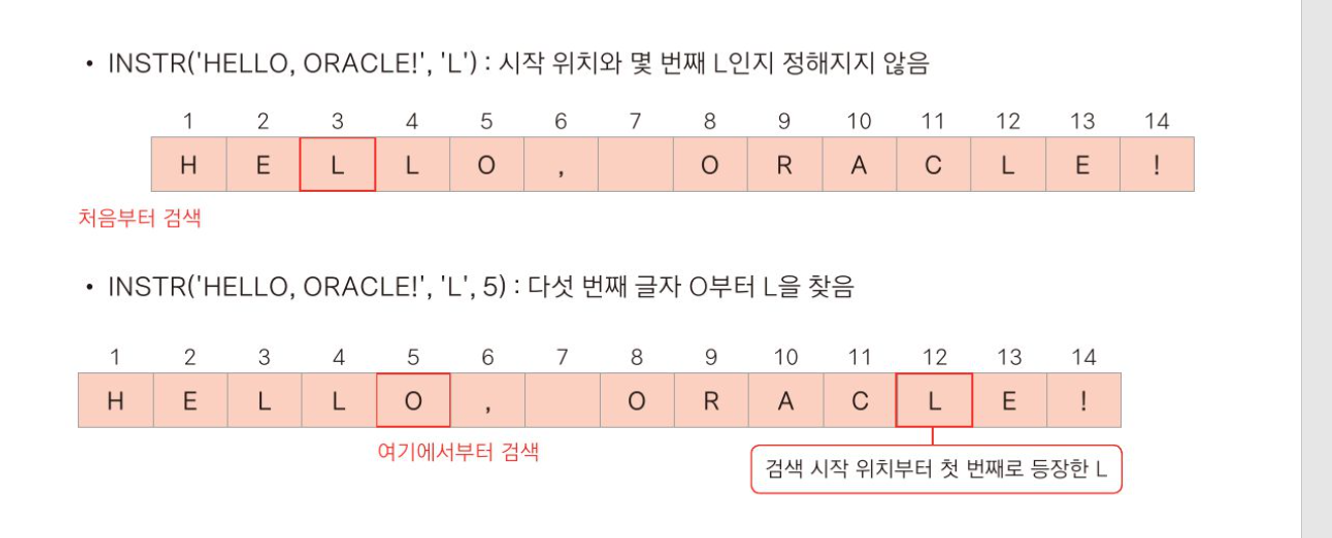 • INSTR('HELLO, ORACLE!', 'L') : 시작 위치와 몇 번째 L인지 정해지지 않음
1 2 3 4 5 6 7 8 9 10 11 12 13 14
H E L L O , O R A C L E !
처음부터 검색
• INSTR('HELLO, ORACLE!', 'L', 5) : 다섯 번째 글자 O부터 L을 찾음
1 2 3 4 5 6 7 8 9 10 11 12 13 14
H E L L O , O R A C L E !
여기에서부터 검색
검색 시작 위치부터 첫 번째로 등장한 L